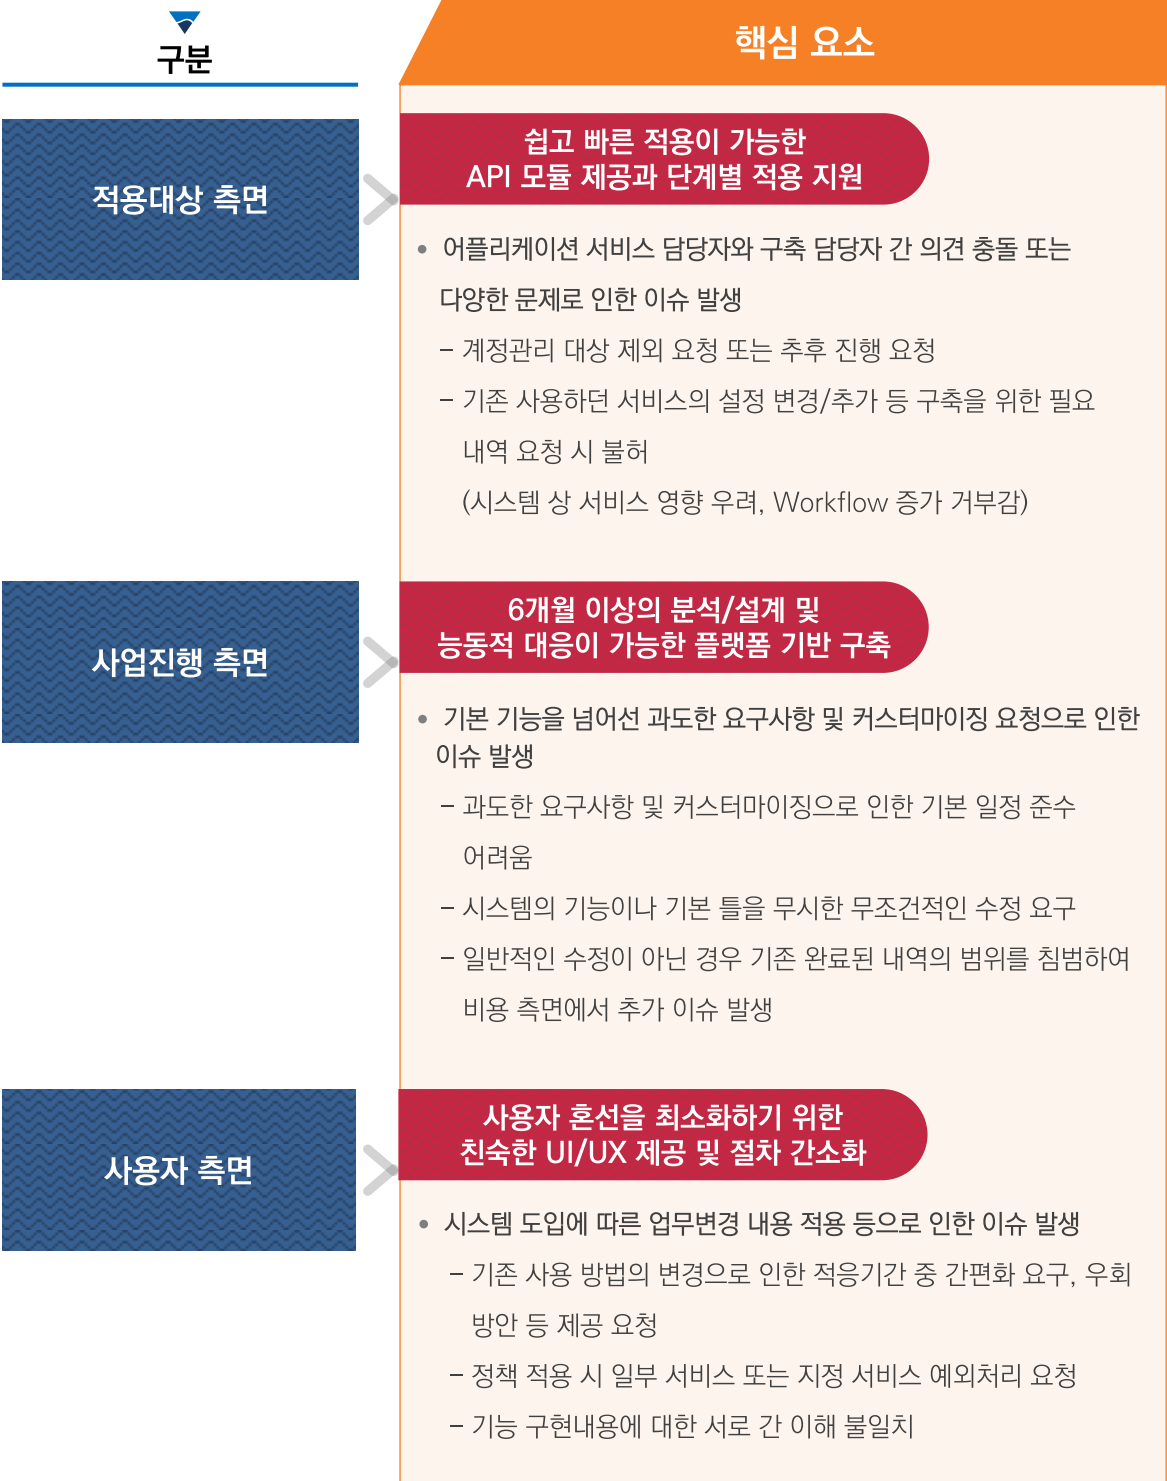 구분
핵심 요소
적용대상 측면
쉽고 빠른 적용이 가능한
API 모듈 제공과 단계별 적용 지원
• 어플리케이션 서비스 담당자와 구축 담당자 간 의견 충돌 또는
다양한 문제로 인한 이슈 발생
– 계정관리 대상 제외 요청 또는 추후 진행 요청
– 기존 사용하던 서비스의 설정 변경/추가 등 구축을 위한 필요
내역 요청 시 불허
(시스템 상 서비스 영향 우려, Workflow 증가 거부감)
사업진행 측면
6개월 이상의 분석/설계 및
능동적 대응이 가능한 플랫폼 기반 구축
• 기본 기능을 넘어선 과도한 요구사항 및 커스터마이징 요청으로 인한
이슈 발생
– 과도한 요구사항 및 커스터마이징으로 인한 기본 일정 준수
어려움
– 시스템의 기능이나 기본 틀을 무시한 무조건적인 수정 요구
– 일반적인 수정이 아닌 경우 기존 완료된 내역의 범위를 침범하여
비용 측면에서 추가 이슈 발생
사용자 측면
사용자 혼선을 최소화하기 위한
친숙한 UI/UX 제공 및 절차 간소화
• 시스템 도입에 따른 업무변경 내용 적용 등으로 인한 이슈 발생
– 기존 사용 방법의 변경으로 인한 적응기간 중 간편화 요구, 우회
방안 등 제공 요청
– 정책 적용 시 일부 서비스 또는 지정 서비스 예외처리 요청
– 기능 구현내용에 대한 서로 간 이해 불일치